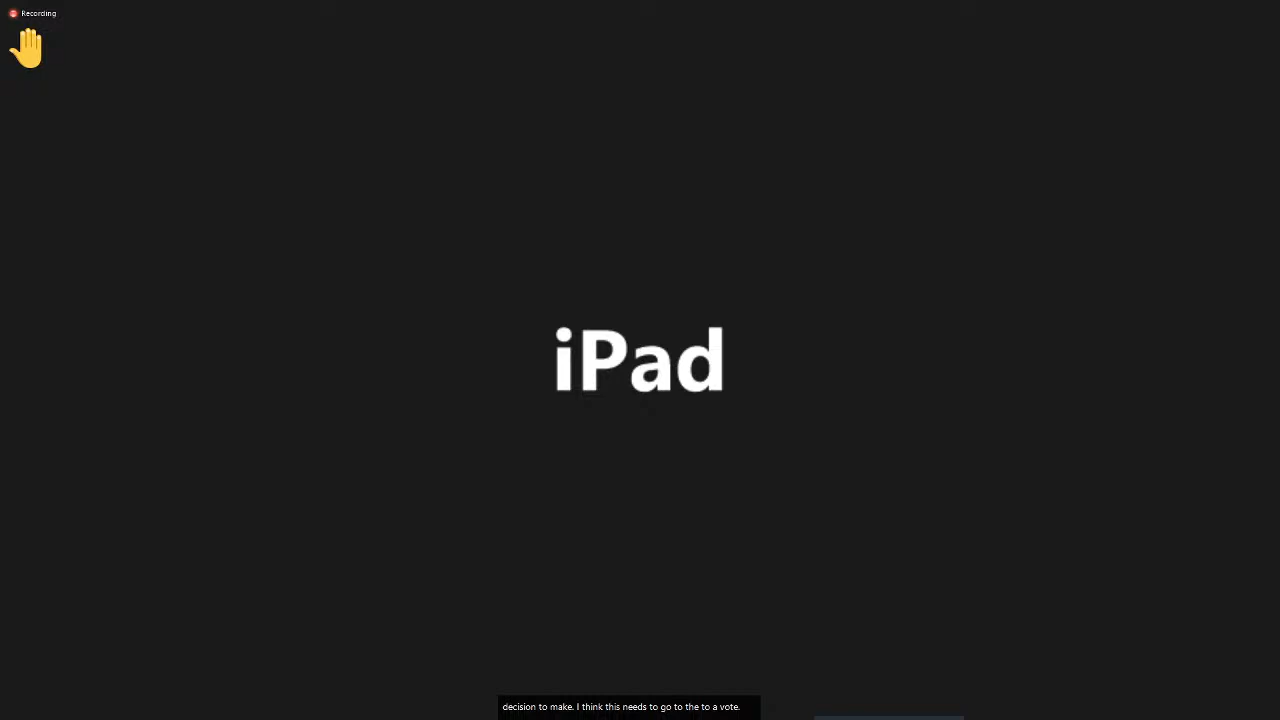 Recording
iPad
decision to make. I think this needs to go to the to a vote.